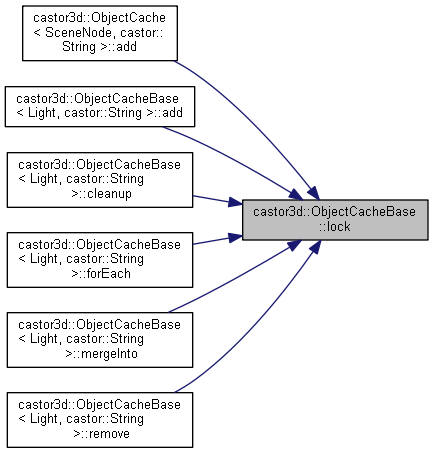 castor3d::ObjectCache
< SceneNode, castor::
String >::add
castor3d::ObjectCacheBase
< Light, castor::String >::add
castor3d::ObjectCacheBase
< Light, castor::String
>::cleanup
castor3d::ObjectCacheBase
::lock
castor3d::ObjectCacheBase
< Light, castor::String
>::forEach
castor3d::ObjectCacheBase
< Light, castor::String
>::mergeInto
castor3d::ObjectCacheBase
< Light, castor::String
>::remove